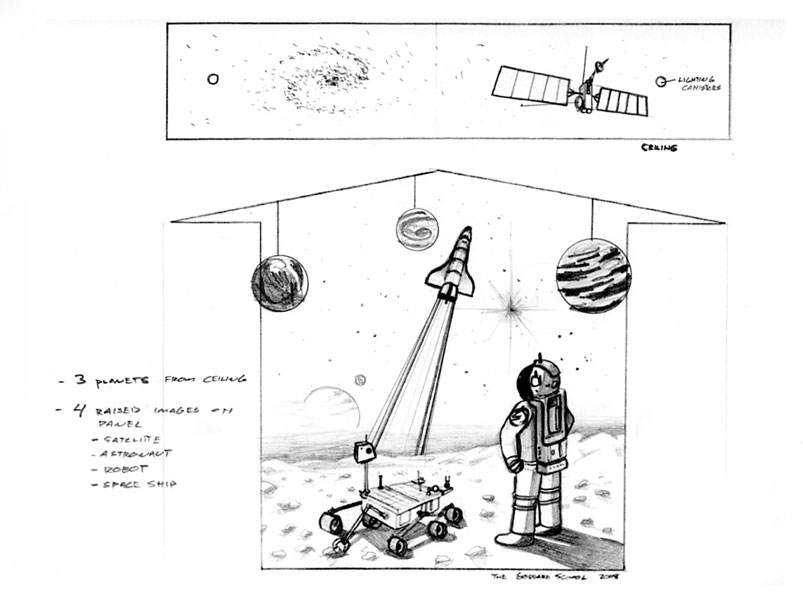 LIGHTING
CANISTERS
CEILING
- 3 PLANETS FROM CEILING
- 4 RAISED IMAGES ON
PANEL
- SATELLITE
- ASTRONAUT
- ROBOT
- SPACE SHIP
THE GODDARD SCHOOL 2008